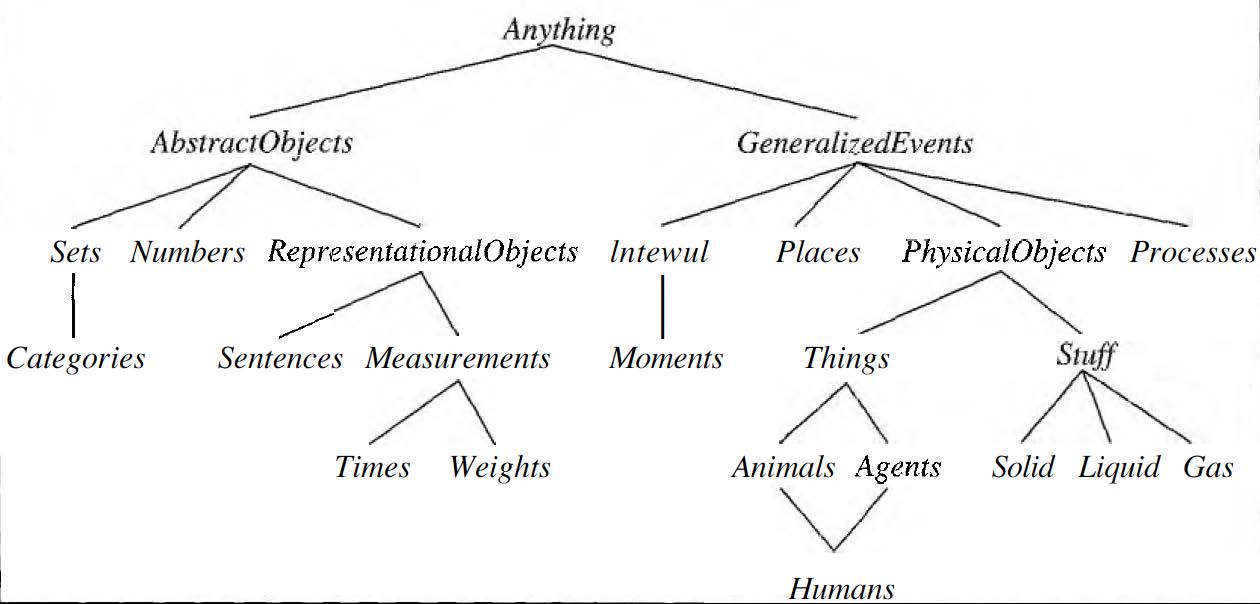 Anything
AbstractObjects GeneralizedEvents
Sets Numbers RepresentationalObjects Intewul Places PhysicalObjects Processes
Categories Sentences Measurements Moments Things Stuff
Times Weights Animals Agents Solid Liquid Gas
Humans